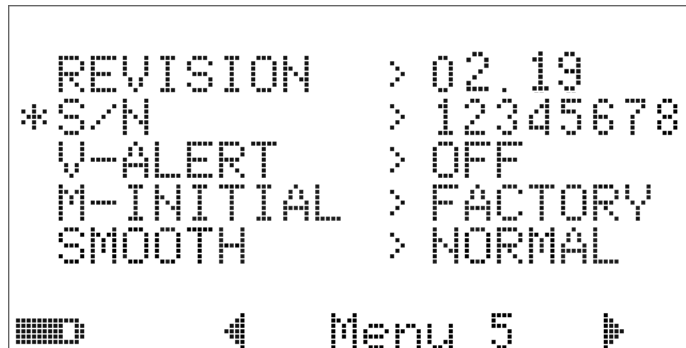 REVISION > 02.19
*S/N > 12345678
V-ALERT > OFF
M-INITIAL > FACTORY
SMOOTH > NORMAL
Menu 5